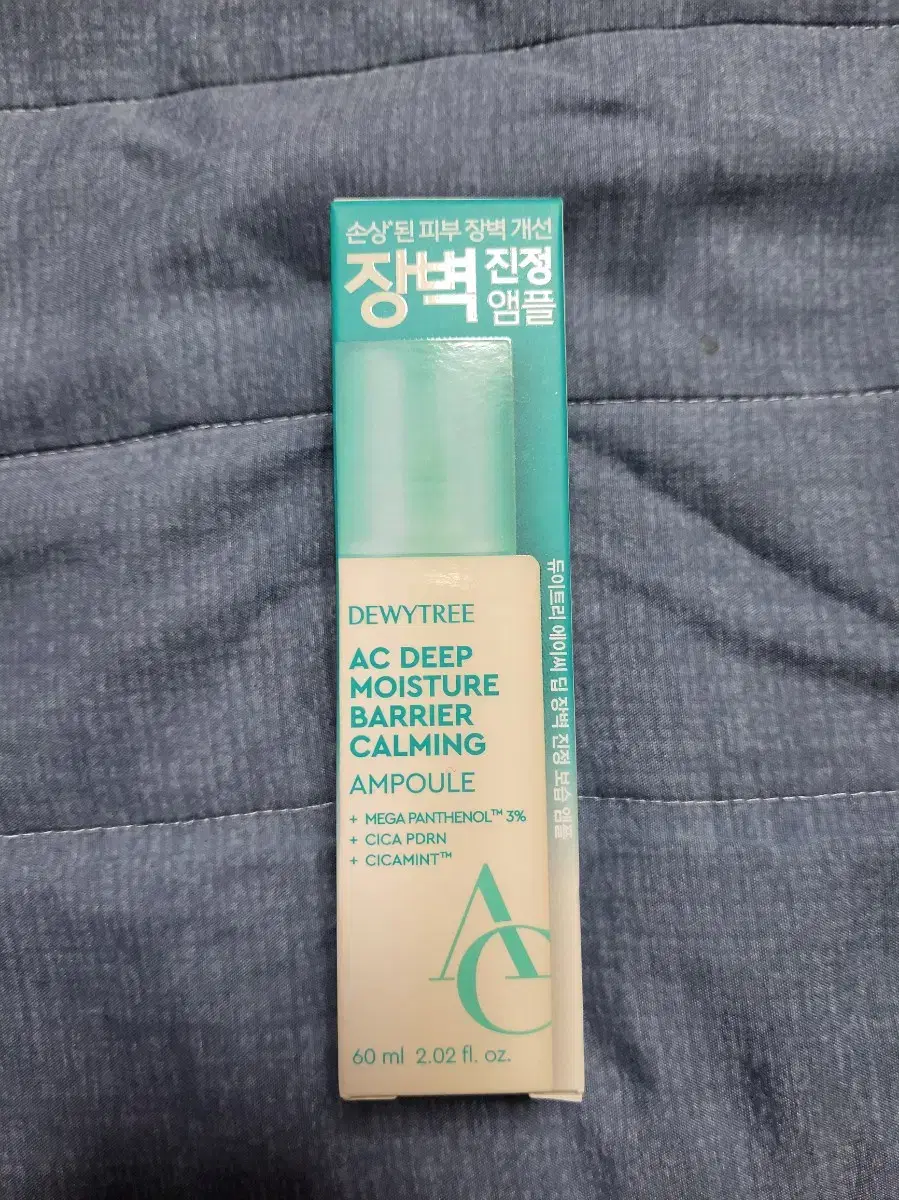 손상*된 피부 장벽 개선
장벽
진정
앰플
DEWYTREE
AC DEEP
MOISTURE
BARRIER
CALMING
AMPOULE
+ MEGA PANTHENOL™ 3%
+ CICA PDRN
+ CICAMINT™
AC
60 ml 2.02 fl. oz.
듀이트리 에이씨 딥 장벽 진정 보습 앰플